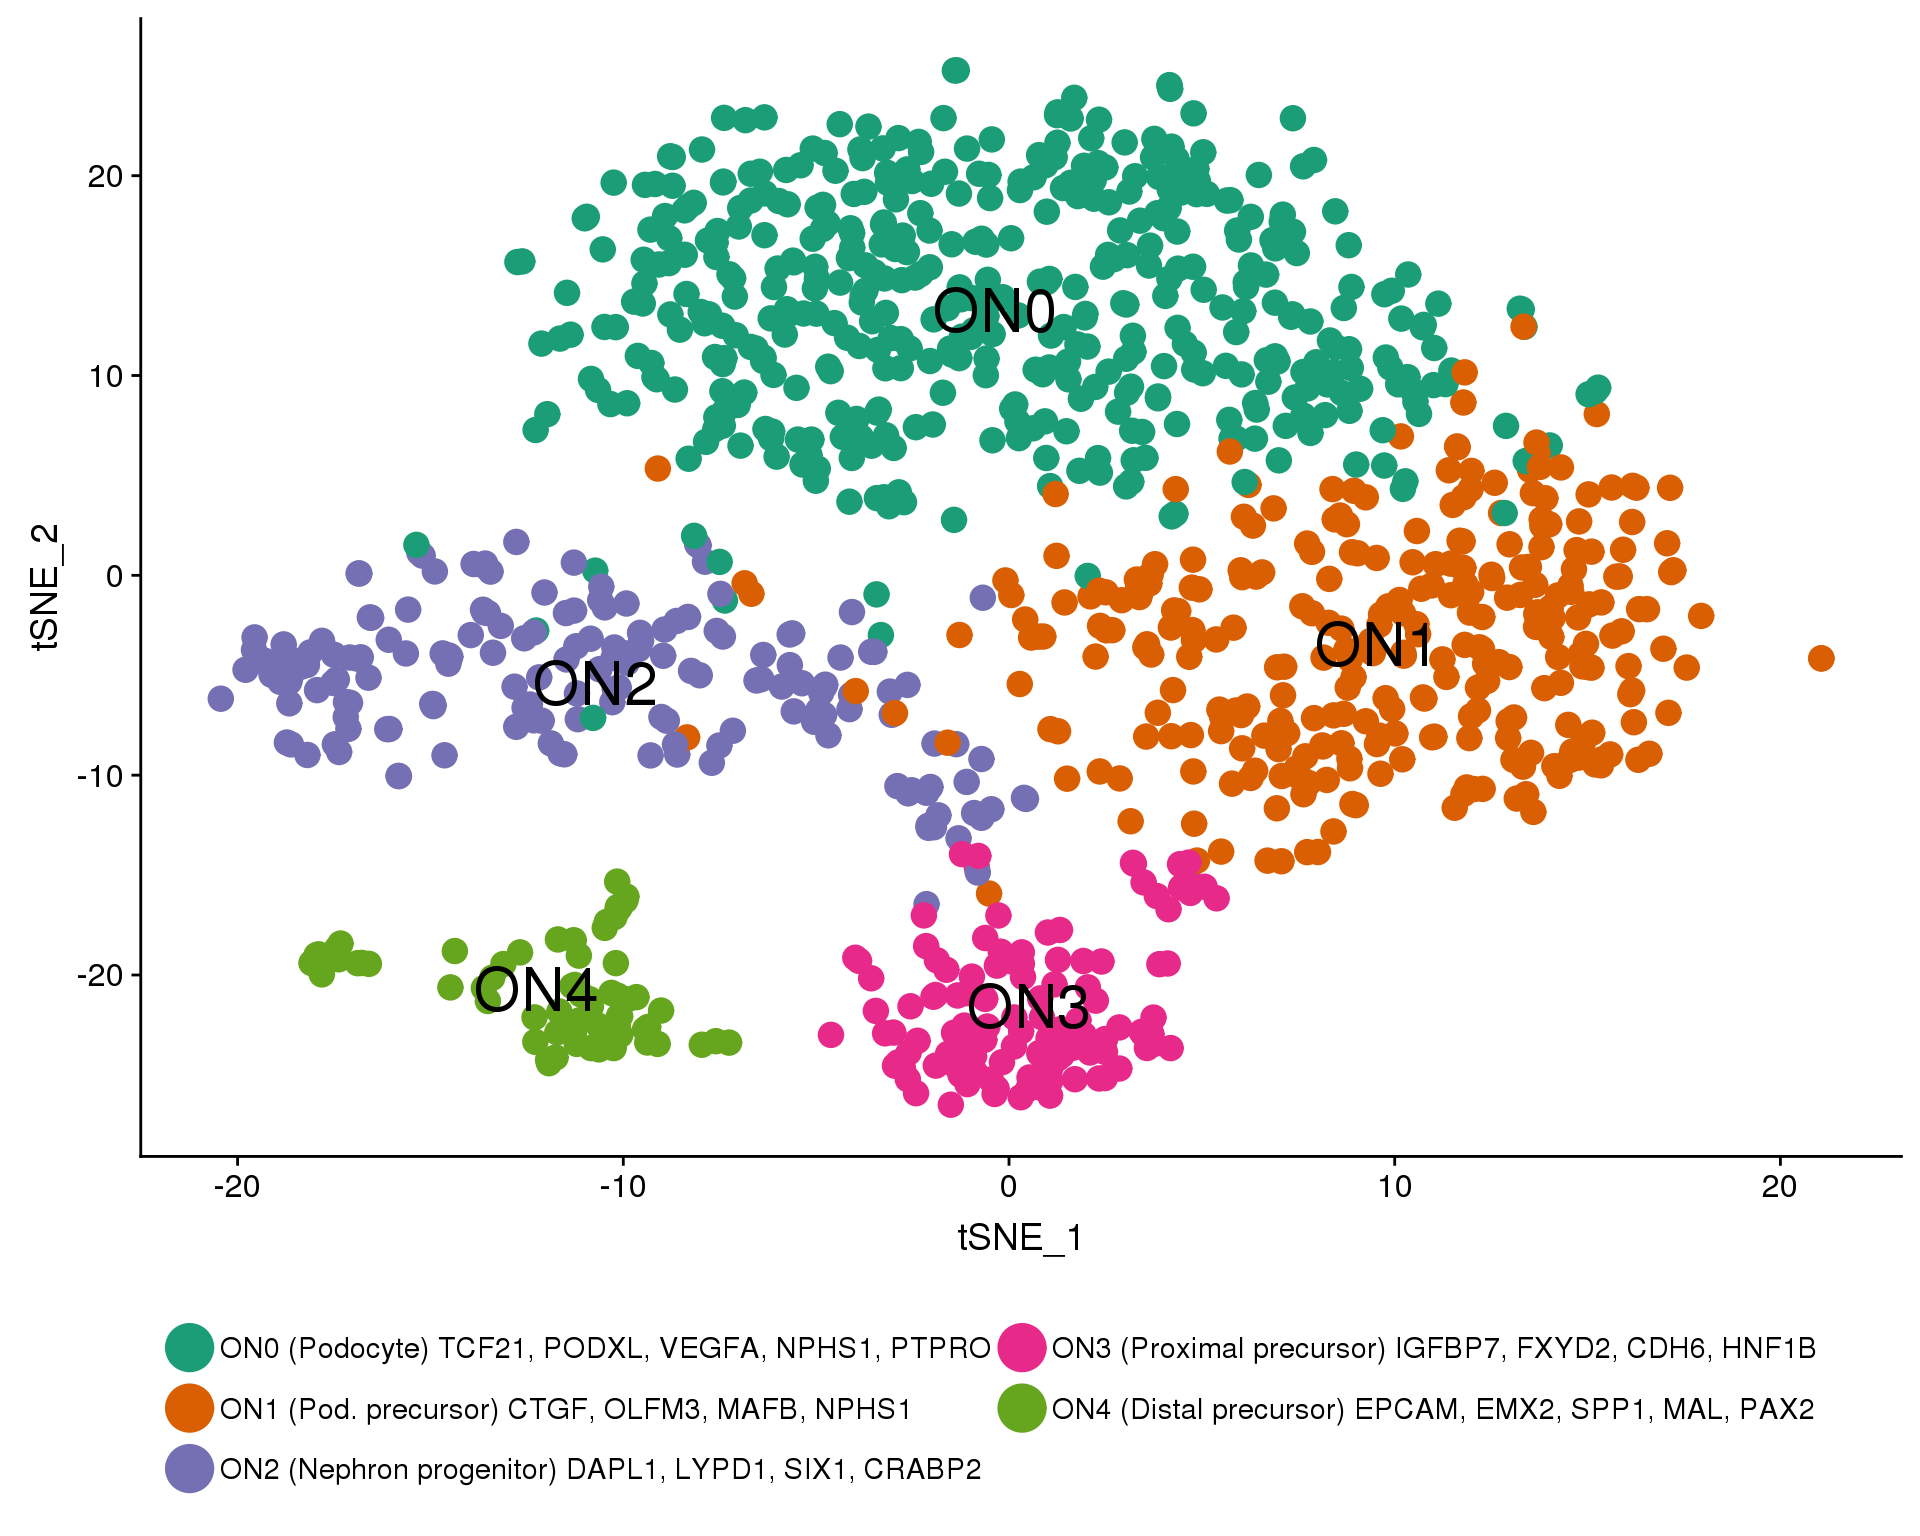 20
10
0
-10
-20
tSNE_2
ON0
ON1
ON2
ON4
ON3
-20 -10 0 10 20
tSNE_1
ON0 (Podocyte) TCF21, PODXL, VEGFA, NPHS1, PTPRO
ON1 (Pod. precursor) CTGF, OLFM3, MAFB, NPHS1
ON2 (Nephron progenitor) DAPL1, LYPD1, SIX1, CRABP2
ON3 (Proximal precursor) IGFBP7, FXYD2, CDH6, HNF1B
ON4 (Distal precursor) EPCAM, EMX2, SPP1, MAL, PAX2